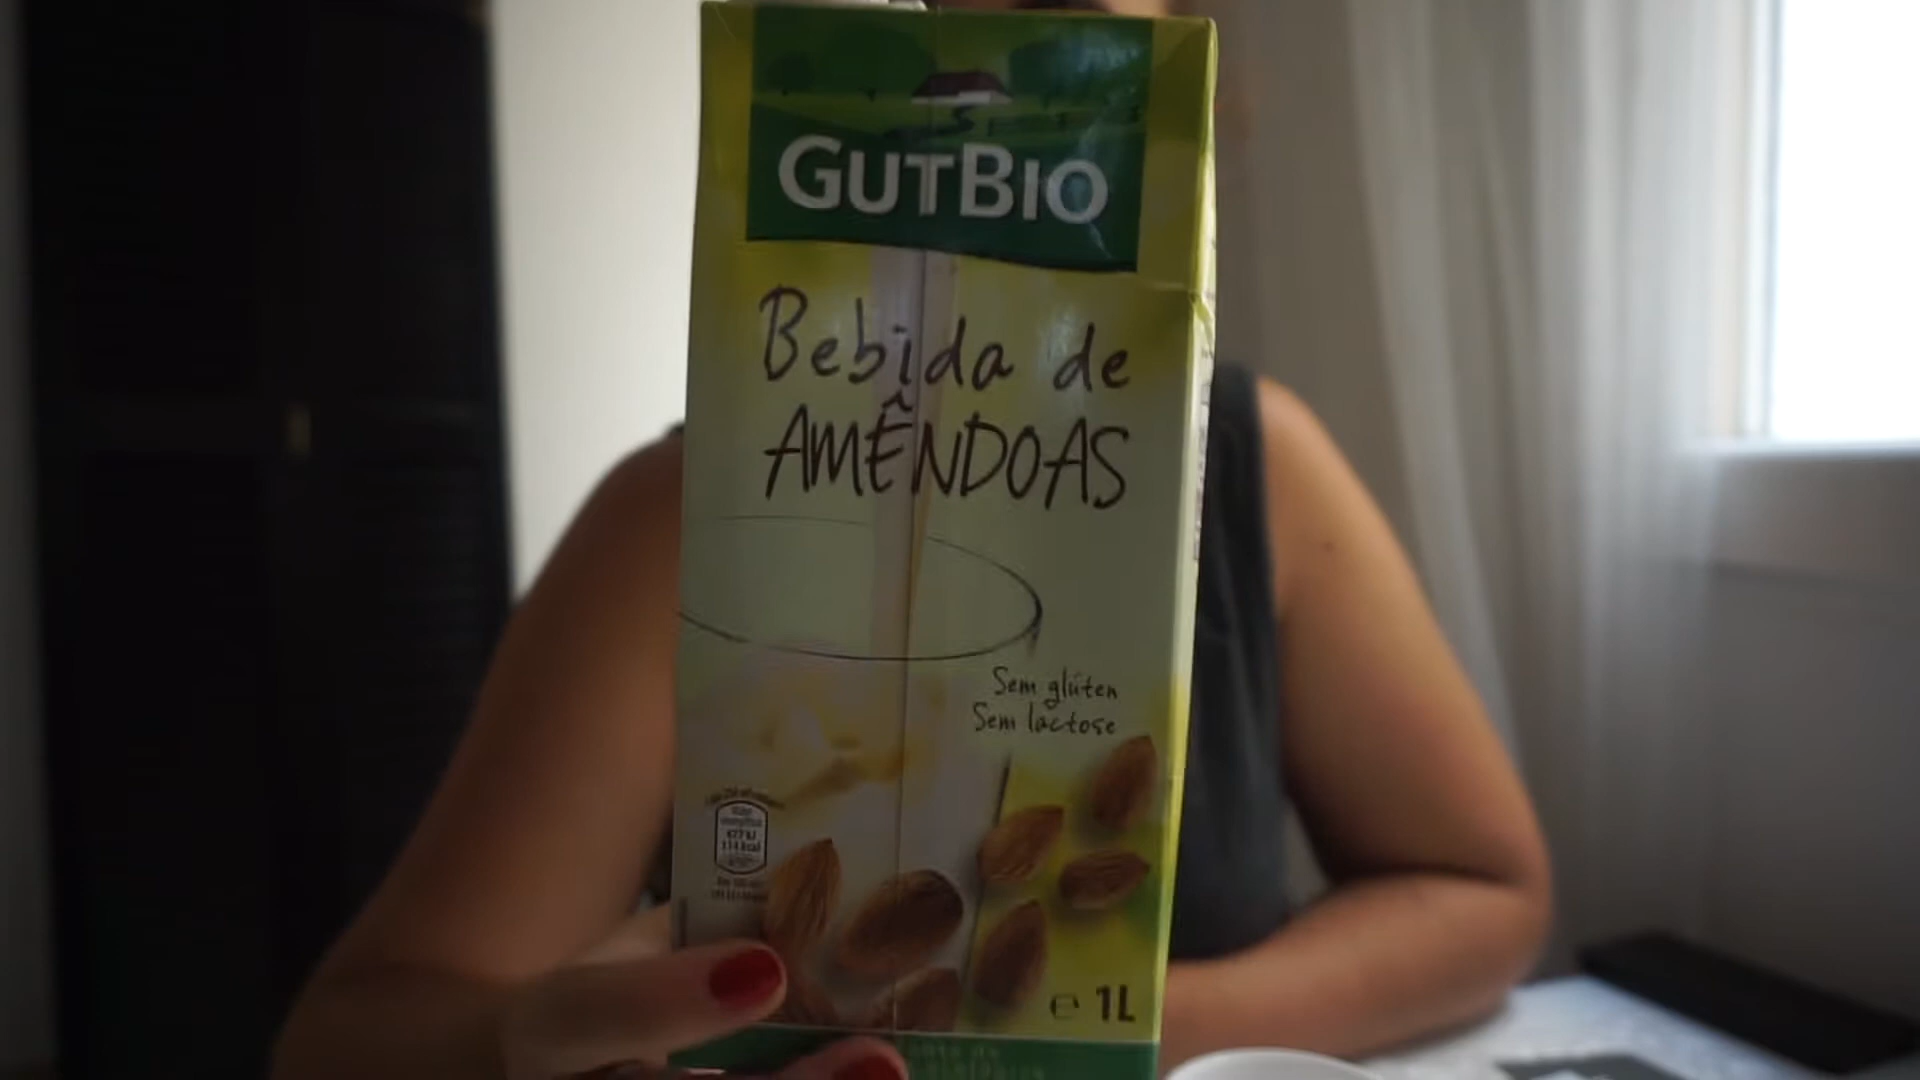 GUTBIO
Bebida de
AMÊNDOAS
Sem glúten
Sem lactose
℮ 1L